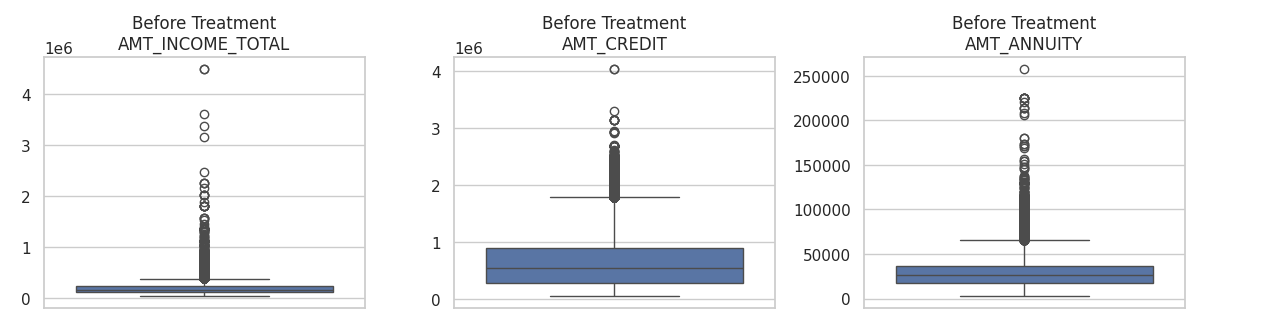 Before Treatment
AMT_INCOME_TOTAL
1e6
4
3
2
1
0
Before Treatment
AMT_CREDIT
1e6
4
3
2
1
0
Before Treatment
AMT_ANNUITY
250000
200000
150000
100000
50000
0